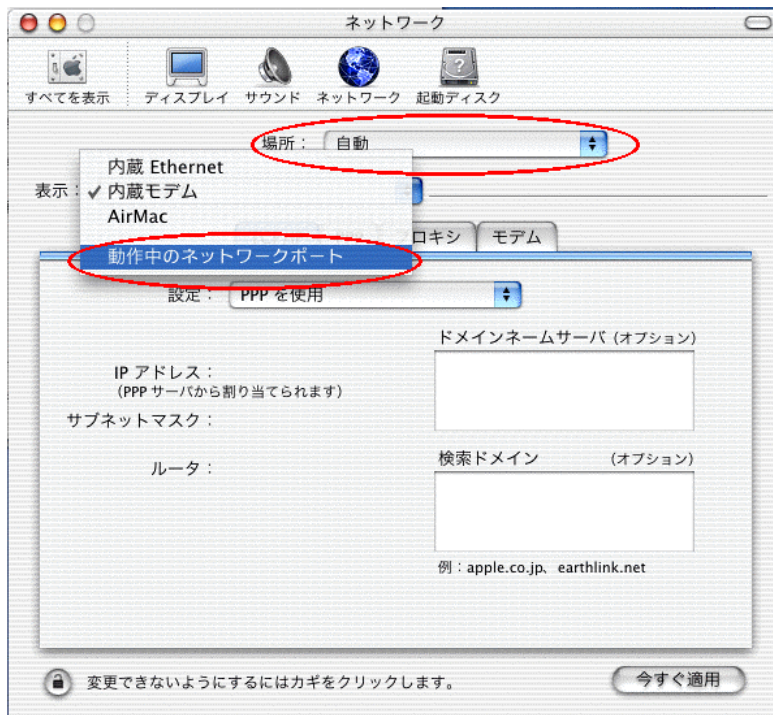 ネットワーク
すべてを表示 ディスプレイ サウンド ネットワーク 起動ディスク
場所： 自動
内蔵 Ethernet
表示： ✓内蔵モデム
AirMac
動作中のネットワークポート
ロキシ モデム
設定： PPP を使用
ドメインネームサーバ (オプション)
IP アドレス：
(PPP サーバから割り当てられます)
サブネットマスク：
検索ドメイン (オプション)
ルータ：
例：apple.co.jp、earthlink.net
変更できないようにするにはカギをクリックします。 今すぐ適用